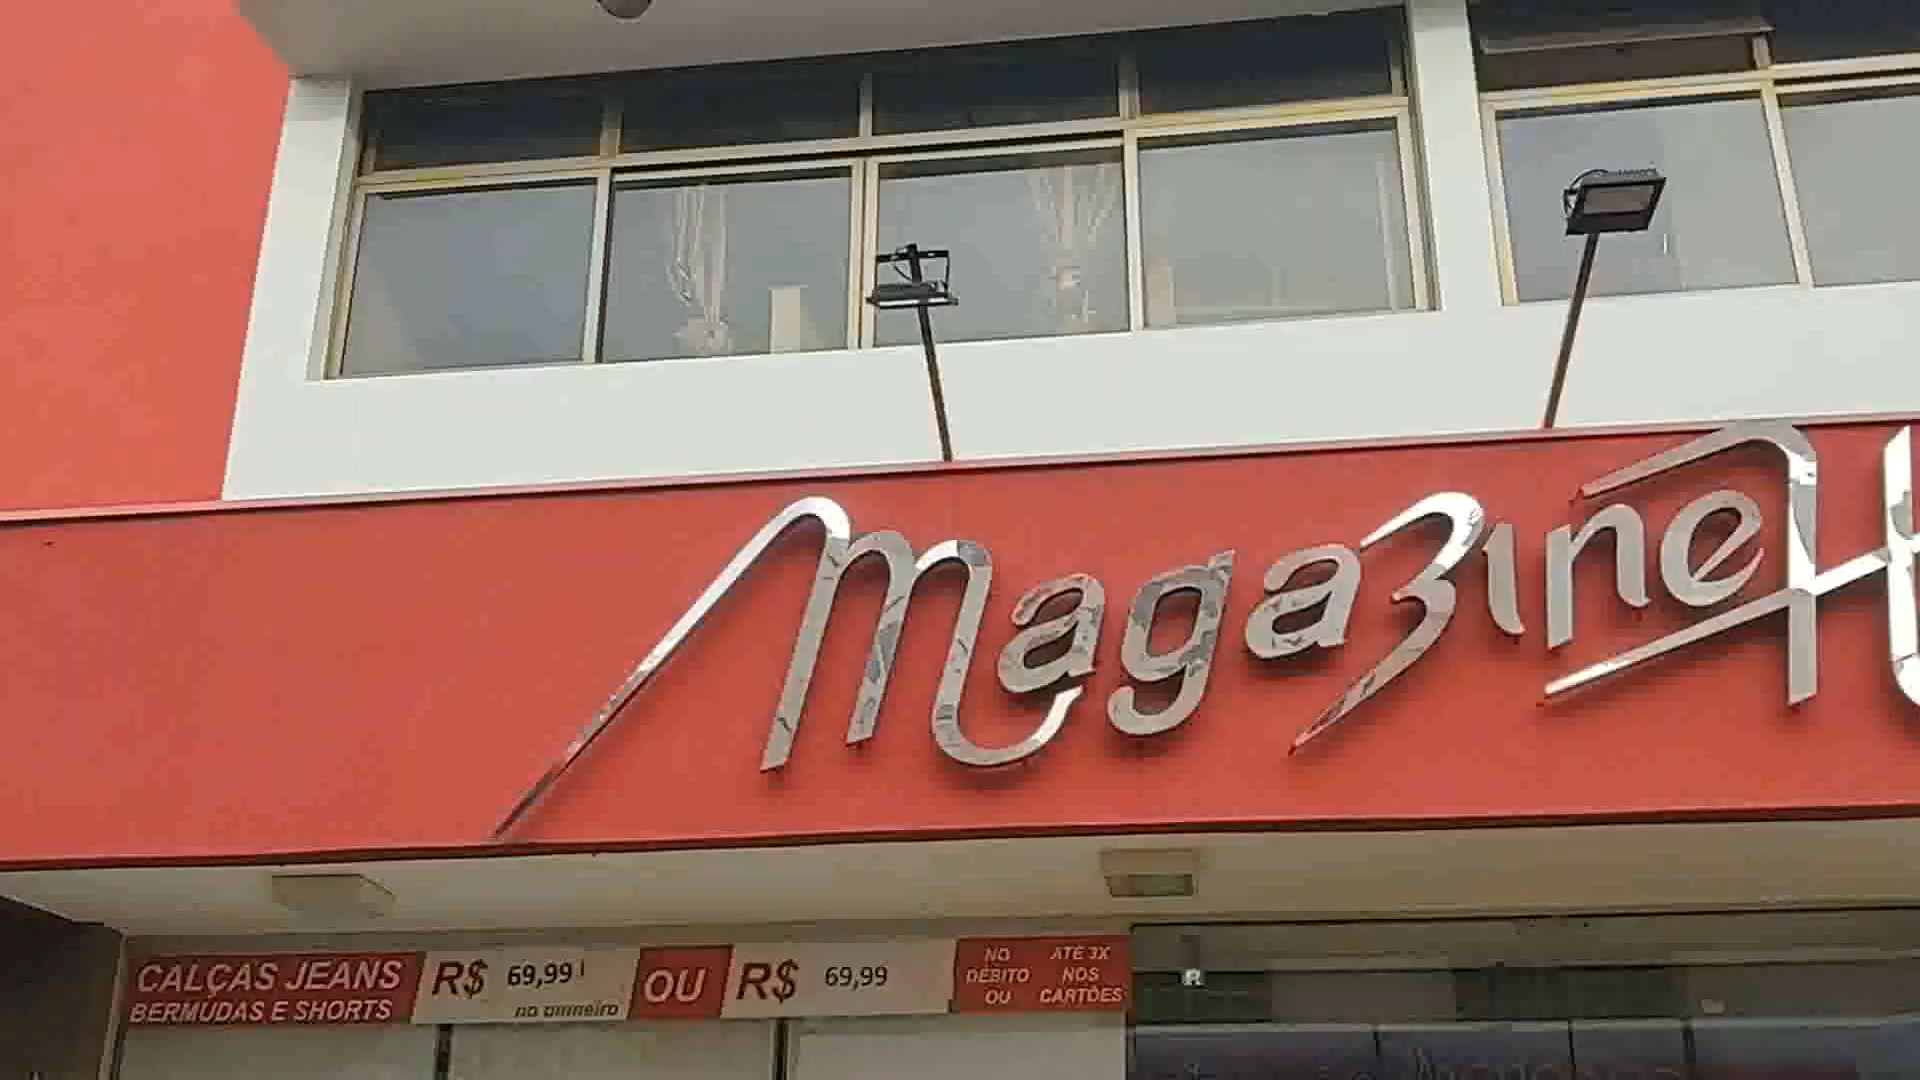 Magazine
CALÇAS JEANS
BERMUDAS E SHORTS
R$ 69,99
no dinheiro
OU
R$ 69,99
NO
DÉBITO
OU
ATÉ 3X
NOS
CARTÕES